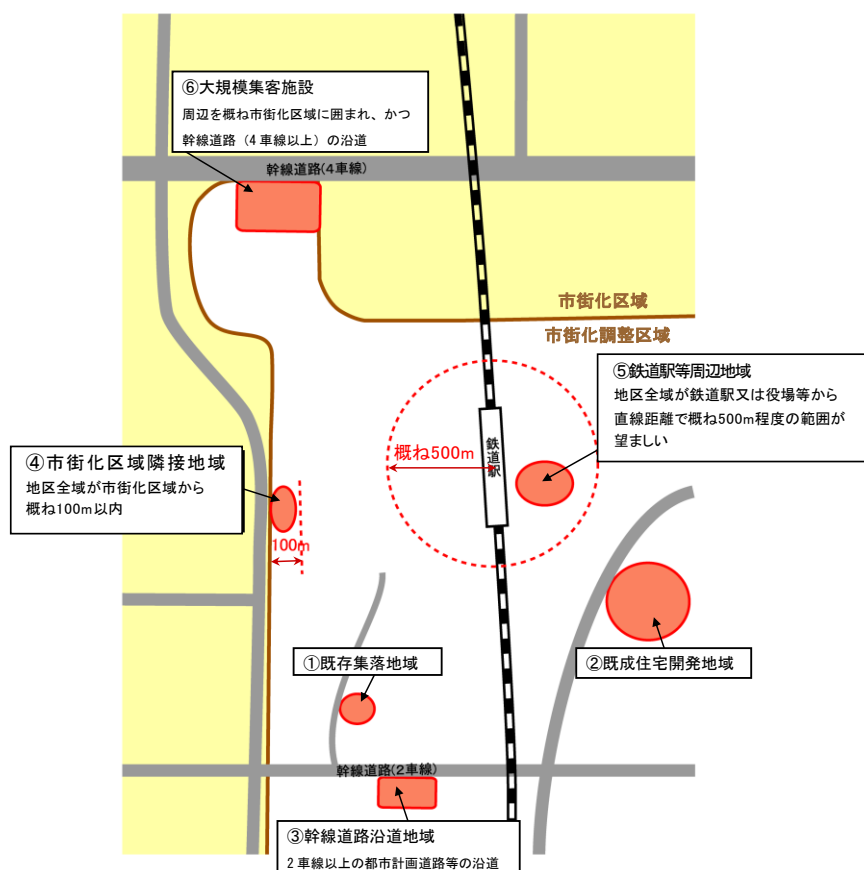 ⑥大規模集客施設
周辺を概ね市街化区域に囲まれ、かつ
幹線道路（4車線以上）の沿道
幹線道路(4車線)
市街化区域
市街化調整区域
⑤鉄道駅等周辺地域
地区全域が鉄道駅又は役場等から
直線距離で概ね500m程度の範囲が
望ましい
概ね500m
鉄道駅
④市街化区域隣接地域
地区全域が市街化区域から
概ね100m以内
100m
①既存集落地域
②既成住宅開発地域
幹線道路(2車線)
③幹線道路沿道地域
2車線以上の都市計画道路等の沿道